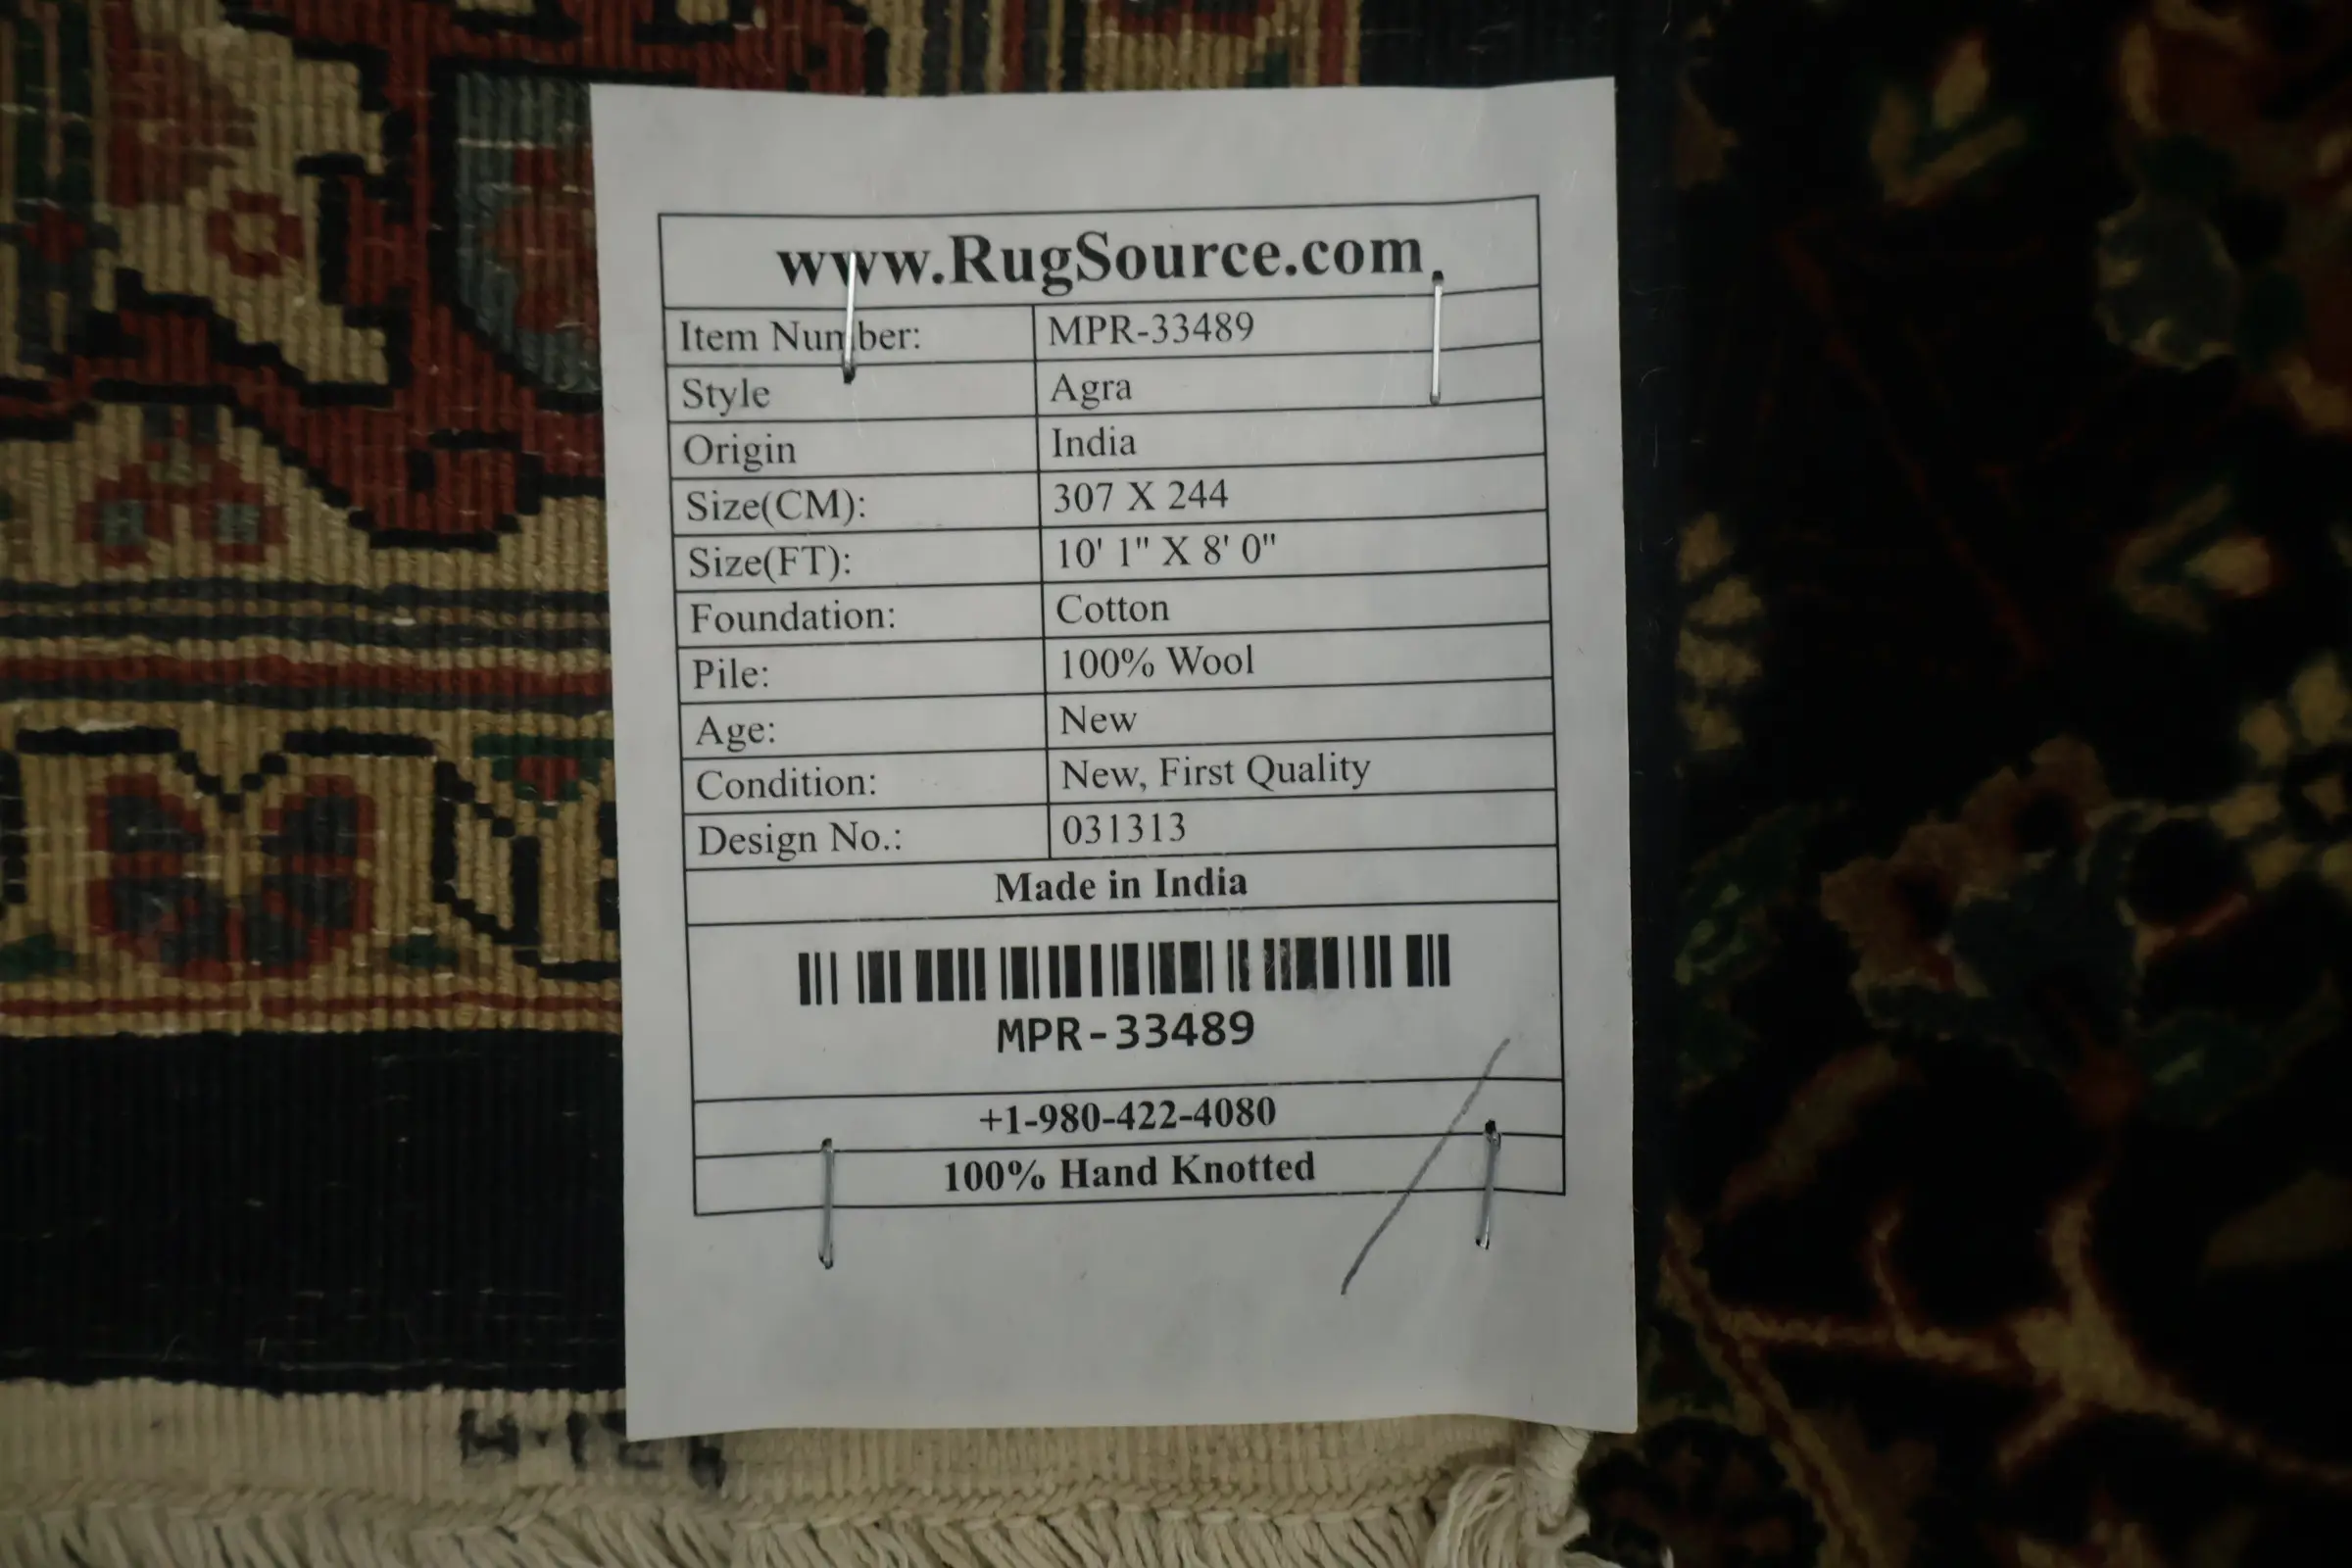 www.RugSource.com
Item Number: MPR-33489
Style Agra
Origin India
Size(CM): 307 X 244
Size(FT): 10' 1" X 8' 0"
Foundation: Cotton
Pile: 100% Wool
Age: New
Condition: New, First Quality
Design No.: 031313
Made in India
MPR-33489
+1-980-422-4080
100% Hand Knotted